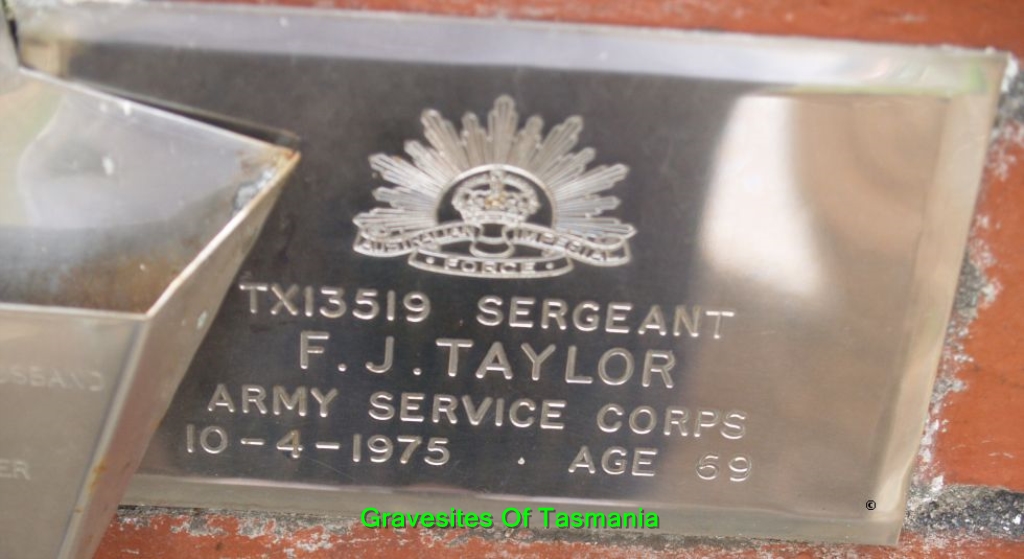 AUSTRALIAN IMPERIAL
FORCE
TX13519 SERGEANT
F. J. TAYLOR
ARMY SERVICE CORPS
10-4-1975 . AGE 69
Gravesites Of Tasmania
©